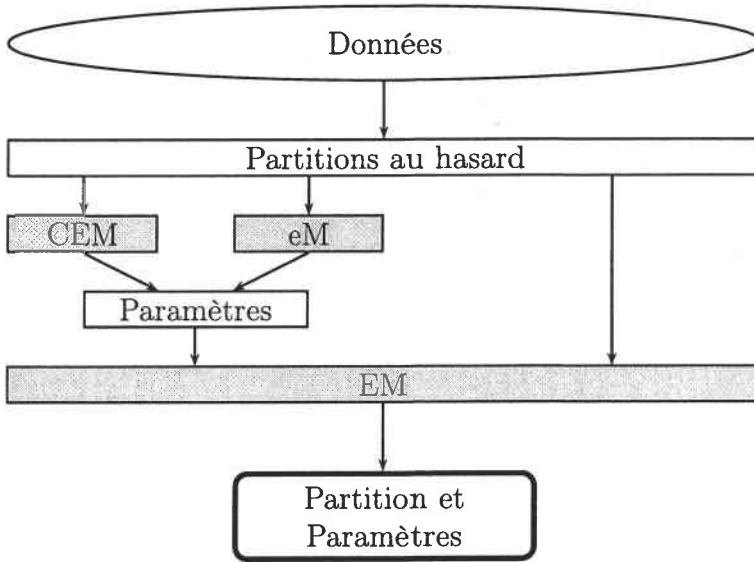 Données
Partitions au hasard
CEM
eM
Paramètres
EM
Partition et
Paramètres